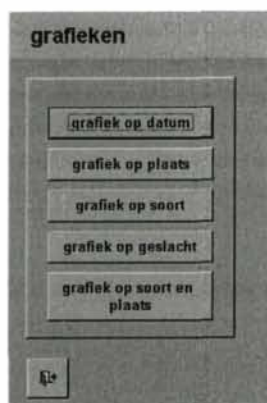 grafieken
grafiek op datum
grafiek op plaats
grafiek op soort
grafiek op geslacht
grafiek op soort en
plaats